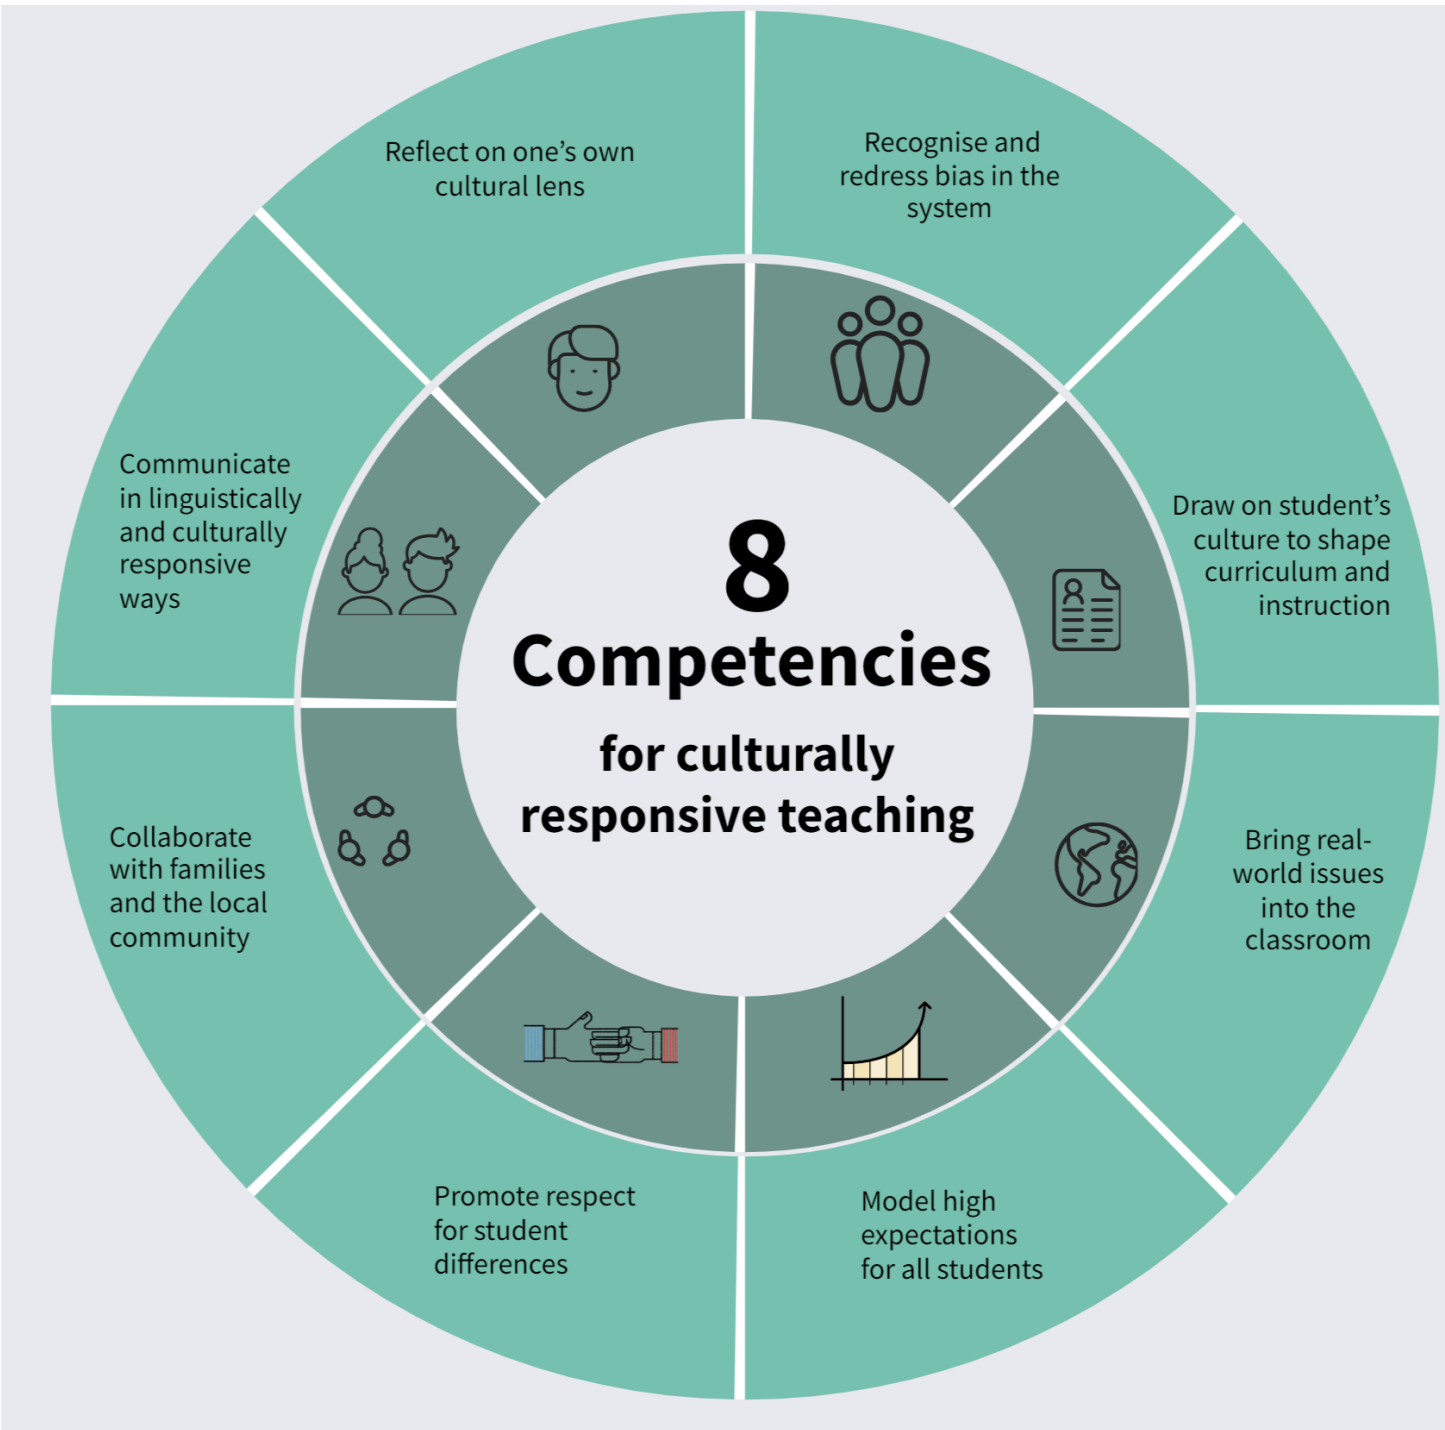 8
Competencies
for culturally
responsive teaching
Reflect on one’s own
cultural lens
Recognise and
redress bias in the
system
Draw on student’s
culture to shape
curriculum and
instruction
Bring real-
world issues
into the
classroom
Model high
expectations
for all students
Promote respect
for student
differences
Collaborate
with families
and the local
community
Communicate
in linguistically
and culturally
responsive
ways